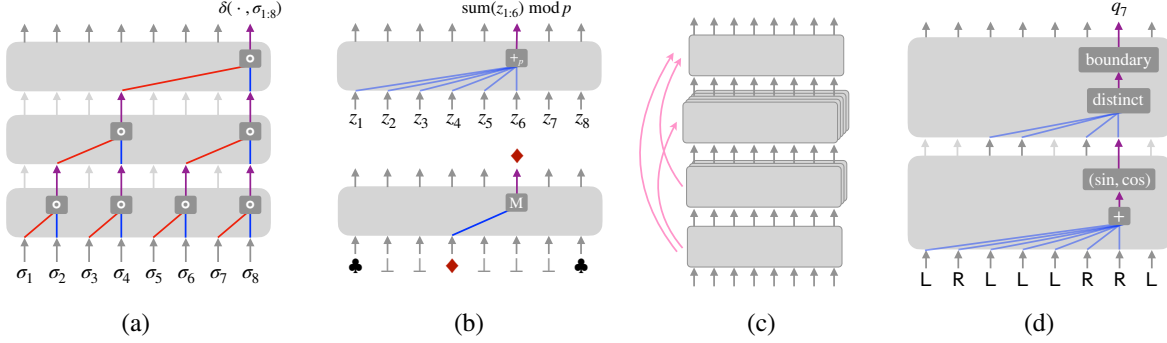 δ( · , σ1:8)
σ1 σ2 σ3 σ4 σ5 σ6 σ7 σ8
(a)
sum(z1:6) mod p
+p
z1 z2 z3 z4 z5 z6 z7 z8
♦
M
♣ ⊥ ⊥ ♦ ⊥ ⊥ ⊥ ♣
(b)
(c)
q7
boundary
distinct
(sin, cos)
+
L R L L L R R L
(d)